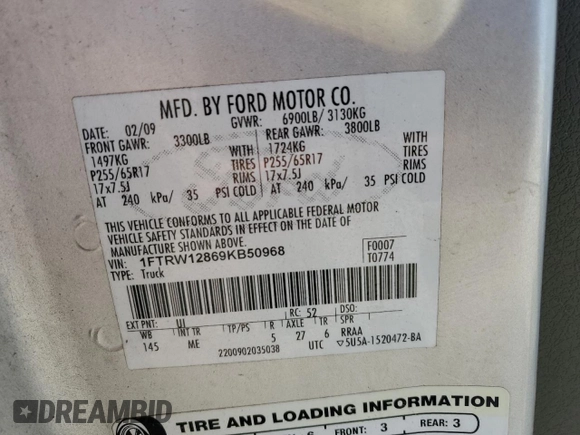 MFD. BY FORD MOTOR CO.
DATE: 02/09 GVWR: 6900LB/ 3130KG
FRONT GAWR: 3300LB REAR GAWR: 3800LB
1497KG WITH 1724KG WITH
P255/65R17 TIRES P255/65R17 TIRES
17x7.5J RIMS 17x7.5J RIMS
AT 240 kPa/ 35 PSI COLD AT 240 kPa/ 35 PSI COLD
THIS VEHICLE CONFORMS TO ALL APPLICABLE FEDERAL MOTOR
VEHICLE SAFETY STANDARDS IN EFFECT ON THE DATE OF
MANUFACTURE SHOWN ABOVE.
VIN: 1FTRW12869KB50968 F0007
TYPE: Truck T0774
EXT PNT: UI RC: 52 DSO:
WB INT TR TP/PS R AXLE TR SPR
145 ME 5 27 6 RRAA
2200902035038 UTC ▽5U5A-1520472-BA
TIRE AND LOADING INFORMATION
6 FRONT: 3 REAR: 3
DREAMBID